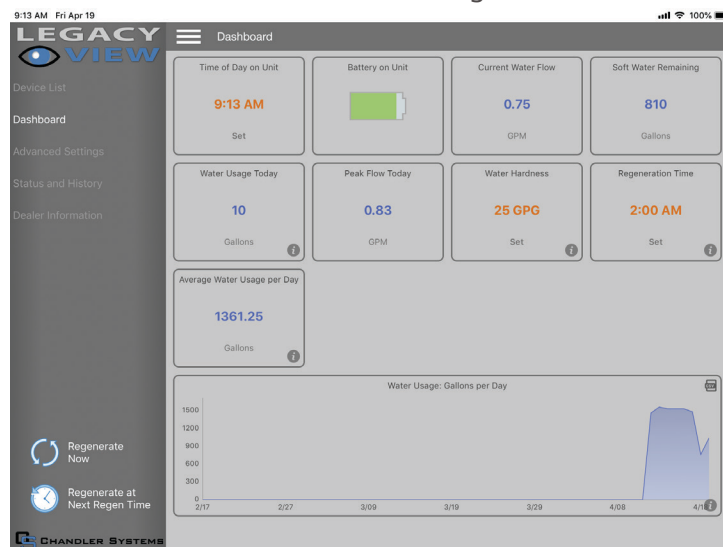 9:13 AM Fri Apr 19
100%
LEGACY
VIEW
Device List
Dashboard
Advanced Settings
Status and History
Dealer Information
Regenerate
Now
Regenerate at
Next Regen Time
CHANDLER SYSTEMS
Dashboard
Time of Day on Unit
9:13 AM
Set
Battery on Unit
Current Water Flow
0.75
GPM
Soft Water Remaining
810
Gallons
Water Usage Today
10
Gallons
Peak Flow Today
0.83
GPM
Water Hardness
25 GPG
Set
Regeneration Time
2:00 AM
Set
Average Water Usage per Day
1361.25
Gallons
Water Usage: Gallons per Day
1500
1200
900
600
300
0
2/17 2/27 3/09 3/19 3/29 4/08